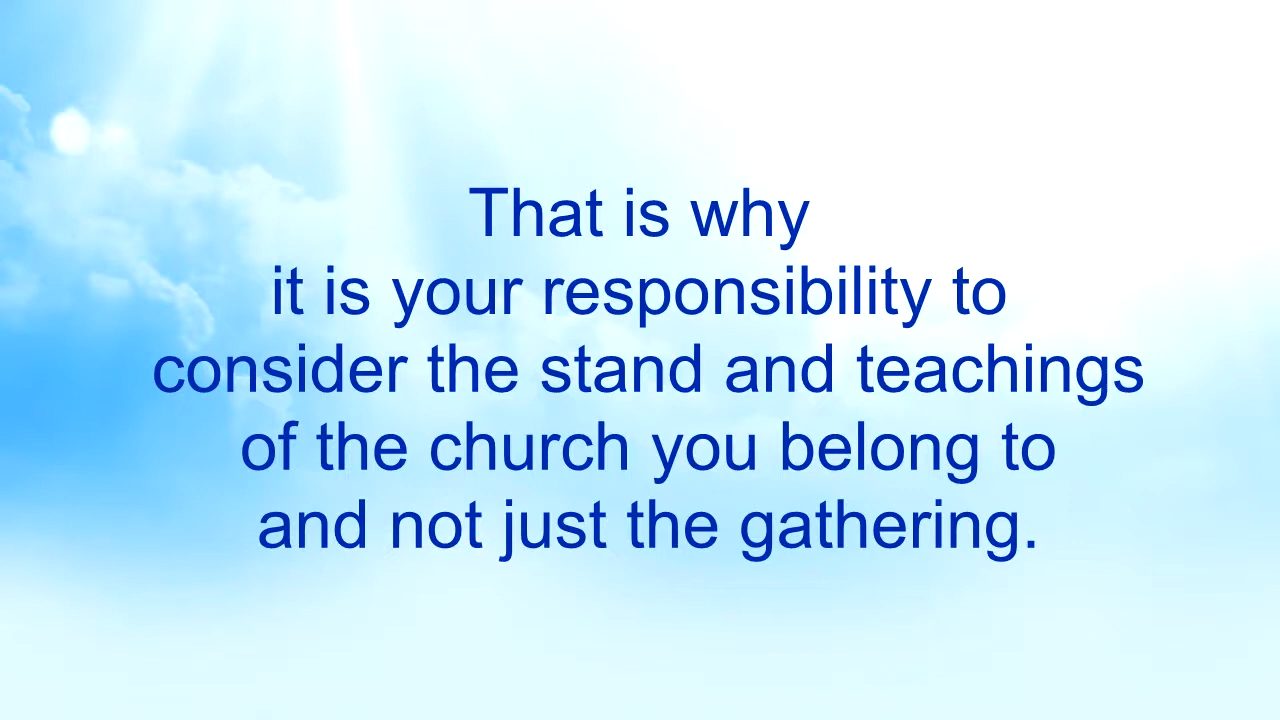 That is why
it is your responsibility to
consider the stand and teachings
of the church you belong to
and not just the gathering.